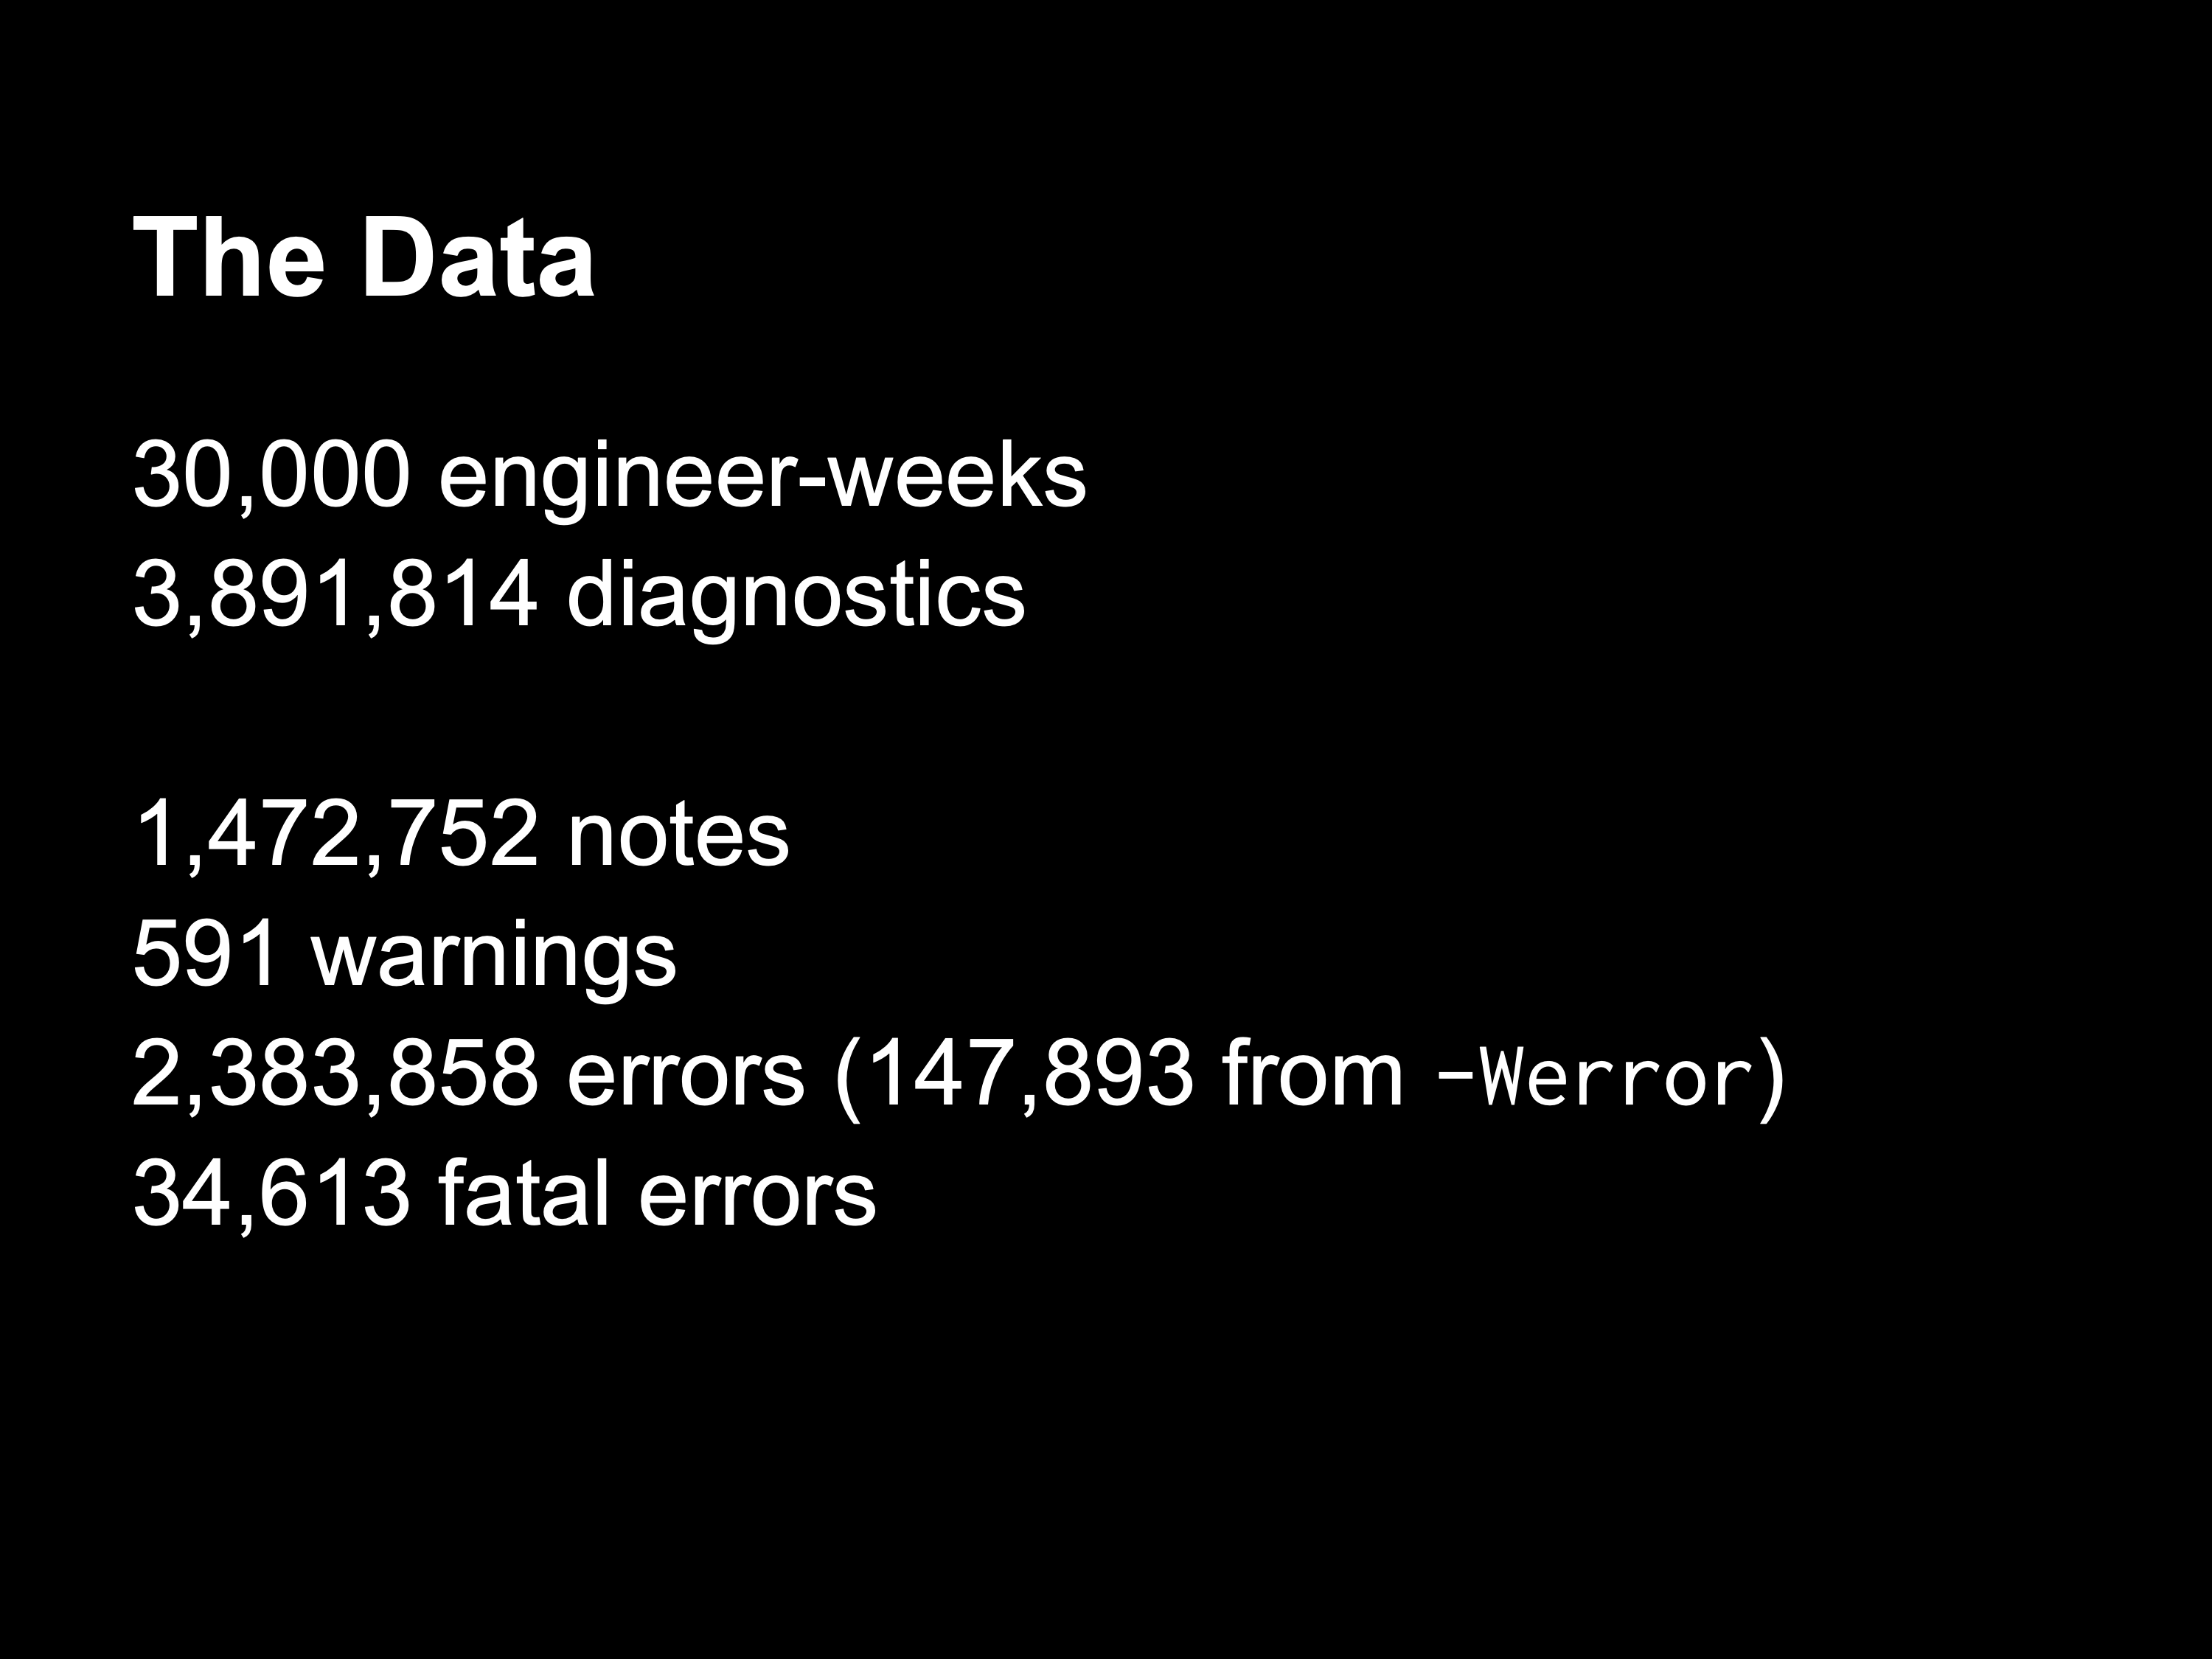 The Data
30,000 engineer-weeks
3,891,814 diagnostics
1,472,752 notes
591 warnings
2,383,858 errors (147,893 from -Werror)
34,613 fatal errors